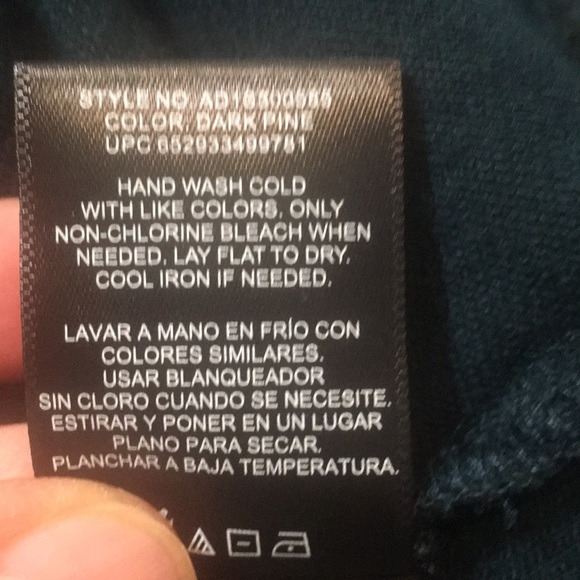 STYLE NO. 
COLOR: DARK PINE
UPC 652933499781
HAND WASH COLD
WITH LIKE COLORS, ONLY
NON-CHLORINE BLEACH WHEN
NEEDED. LAY FLAT TO DRY.
COOL IRON IF NEEDED.
LAVAR A MANO EN FRÍO CON
COLORES SIMILARES.
USAR BLANQUEADOR
SIN CLORO CUANDO SE NECESITE.
ESTIRAR Y PONER EN UN LUGAR
PLANO PARA SECAR.
PLANCHAR A BAJA TEMPERATURA.